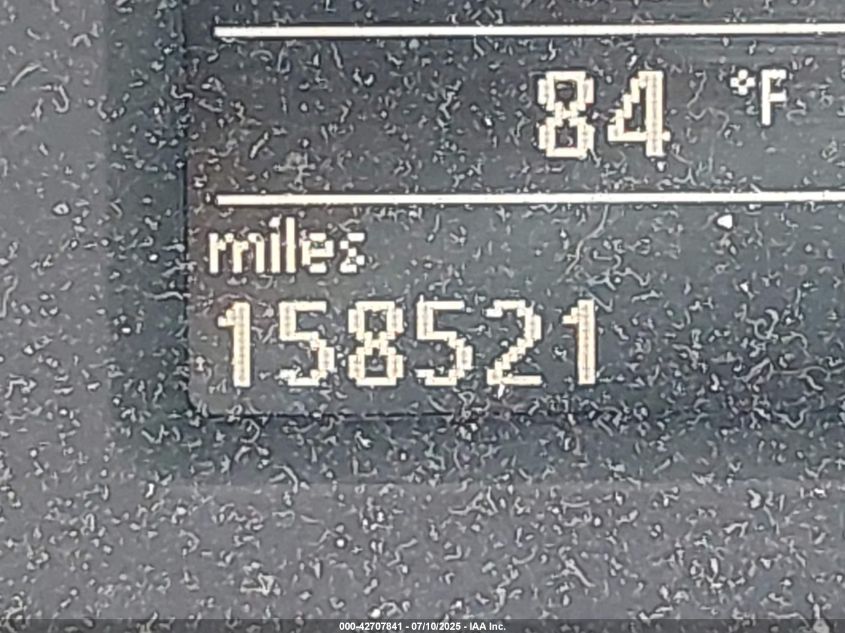 84 °F
miles
158521
000-42707841 - 07/10/2025 - IAA Inc.